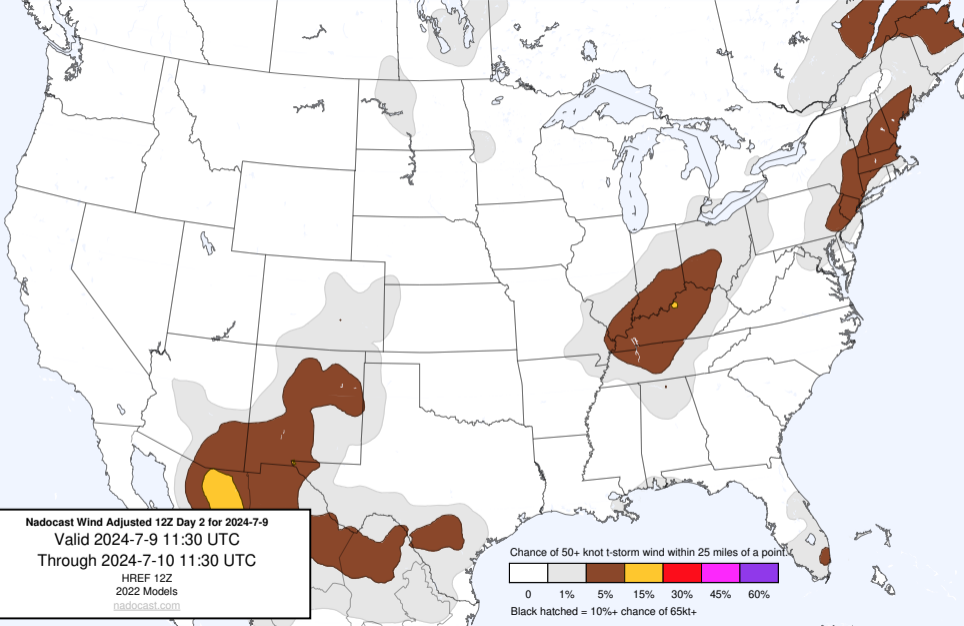 Nadocast Wind Adjusted 12Z Day 2 for 2024-7-9
Valid 2024-7-9 11:30 UTC
Through 2024-7-10 11:30 UTC
HREF 12Z
2022 Models
nadocast.com
Chance of 50+ knot t-storm wind within 25 miles of a point.
0 1% 5% 15% 30% 45% 60%
Black hatched = 10%+ chance of 65kt+